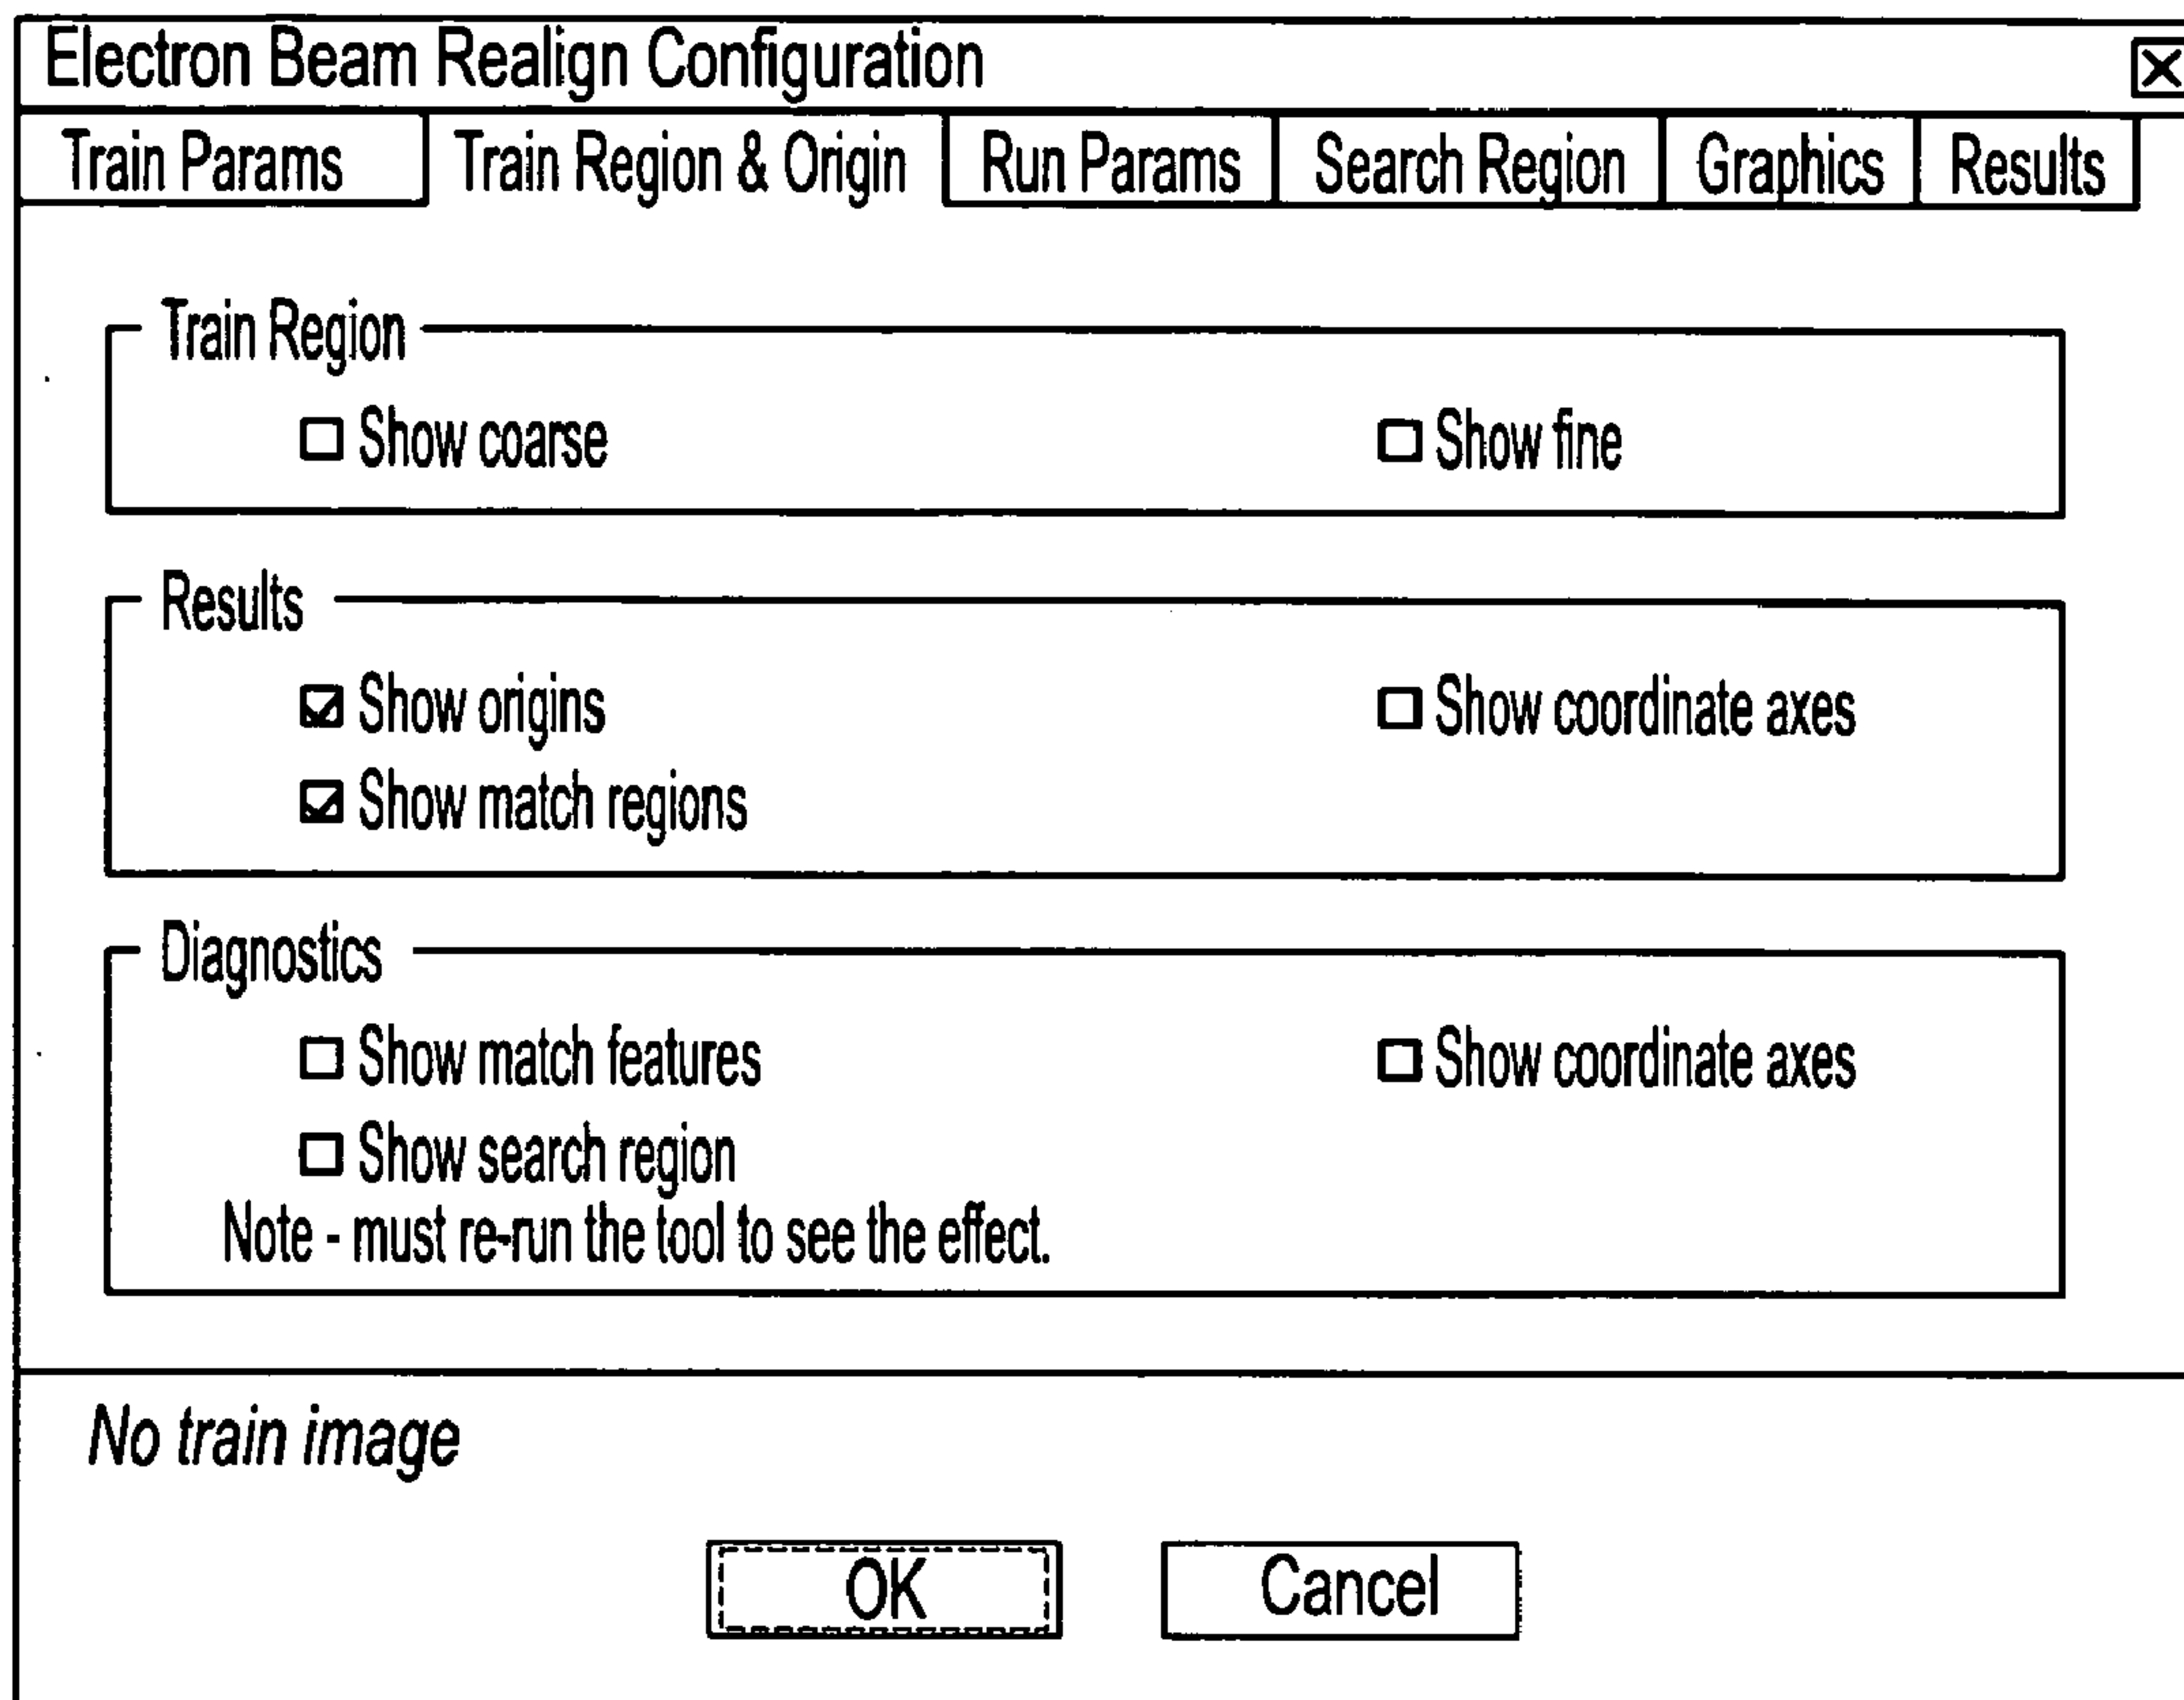 Electron Beam Realign Configuration
Train Params Train Region & Origin Run Params Search Region Graphics Results
Train Region
Show coarse Show fine
Results
Show origins Show coordinate axes
Show match regions
Diagnostics
Show match features Show coordinate axes
Show search region
Note - must re-run the tool to see the effect.
No train image
OK Cancel